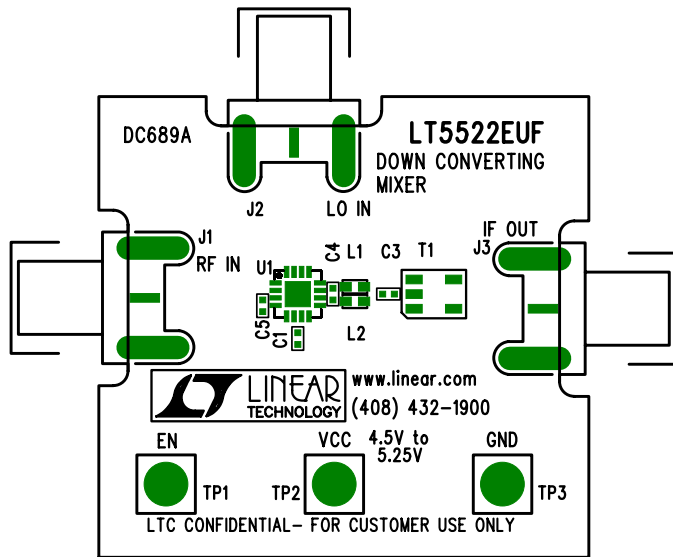 DC689A
LT5522EUF
DOWN CONVERTING
MIXER
J2
LO IN
J1
RF IN
IF OUT
J3
U1
C4
L1
C3
T1
C5
C1
L2
LINEAR
TECHNOLOGY
www.linear.com
(408) 432-1900
EN
VCC
4.5V to
5.25V
GND
TP1
TP2
TP3
LTC CONFIDENTIAL- FOR CUSTOMER USE ONLY